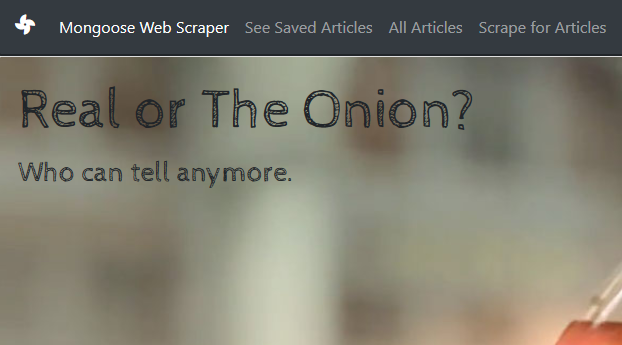 Mongoose Web Scraper See Saved Articles All Articles Scrape for Articles
Real or The Onion?
Who can tell anymore.